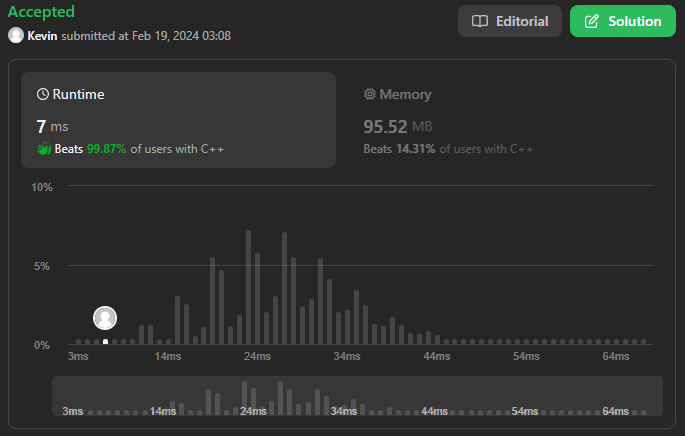 Accepted
Kevin submitted at Feb 19, 2024 03:08
Editorial
Solution
Runtime
7 ms
Beats 99.87% of users with C++
Memory
95.52 MB
Beats 14.31% of users with C++
10%
5%
0%
3ms 14ms 24ms 34ms 44ms 54ms 64ms
3ms 14ms 24ms 34ms 44ms 54ms 64ms